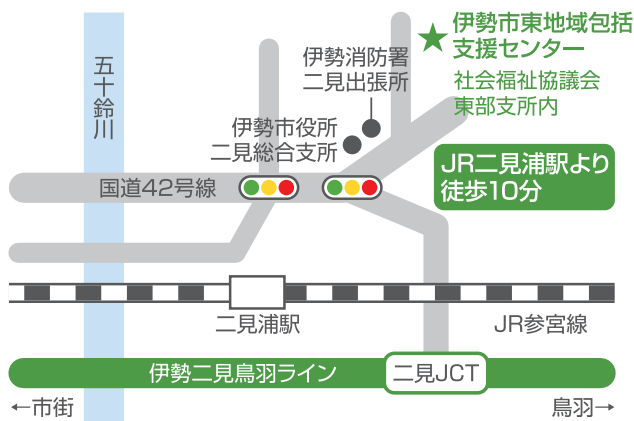 伊勢市東地域包括
支援センター
社会福祉協議会
東部支所内
伊勢消防署
二見出張所
五十鈴川
伊勢市役所
二見総合支所
JR二見浦駅より
徒歩10分
国道42号線
二見浦駅
JR参宮線
伊勢二見鳥羽ライン
二見JCT
←市街
鳥羽→